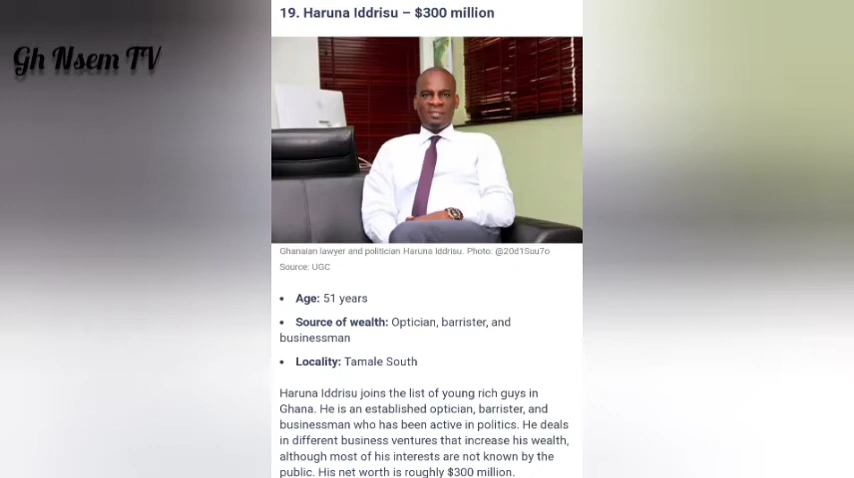 19. Haruna Iddrisu – $300 million
Gh Nsem TV
Ghanaian lawyer and politician Haruna Iddrisu. Photo: @20d1Suu7o
Source: UGC
• Age: 51 years
• Source of wealth: Optician, barrister, and
businessman
• Locality: Tamale South
Haruna Iddrisu joins the list of young rich guys in
Ghana. He is an established optician, barrister, and
businessman who has been active in politics. He deals
in different business ventures that increase his wealth,
although most of his interests are not known by the
public. His net worth is roughly $300 million.